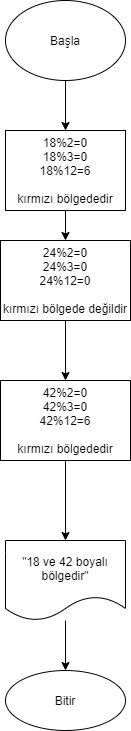 Başla
18%2=0
18%3=0
18%12=6
kırmızı bölgededir
24%2=0
24%3=0
24%12=0
kırmızı bölgede değildir
42%2=0
42%3=0
42%12=6
kırmızı bölgededir
"18 ve 42 boyalı
bölgedir"
Bitir